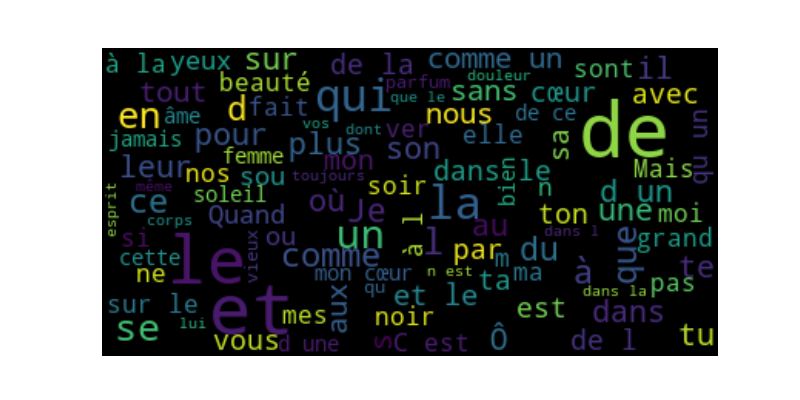 à la yeux sur de la comme un sont il
douleur
tout beauté parfum que le sans cœur avec
en âme d fait qui nous de ce de un
vos dont ver
jamais pour plus son elle sa
leur nos femme mon dans le bien Mais d un
sou toujours
même soleil soir n
esprit ce où Je la ton une moi
corps Quand à l
si un l au dans l que grand
cette le vieux ou comme par m du
ne mon cœur n est ta ma à te
qu dans la pas
sur le et aux et le
se lui mes noir est dans
vous d une s C est Ô de l tu